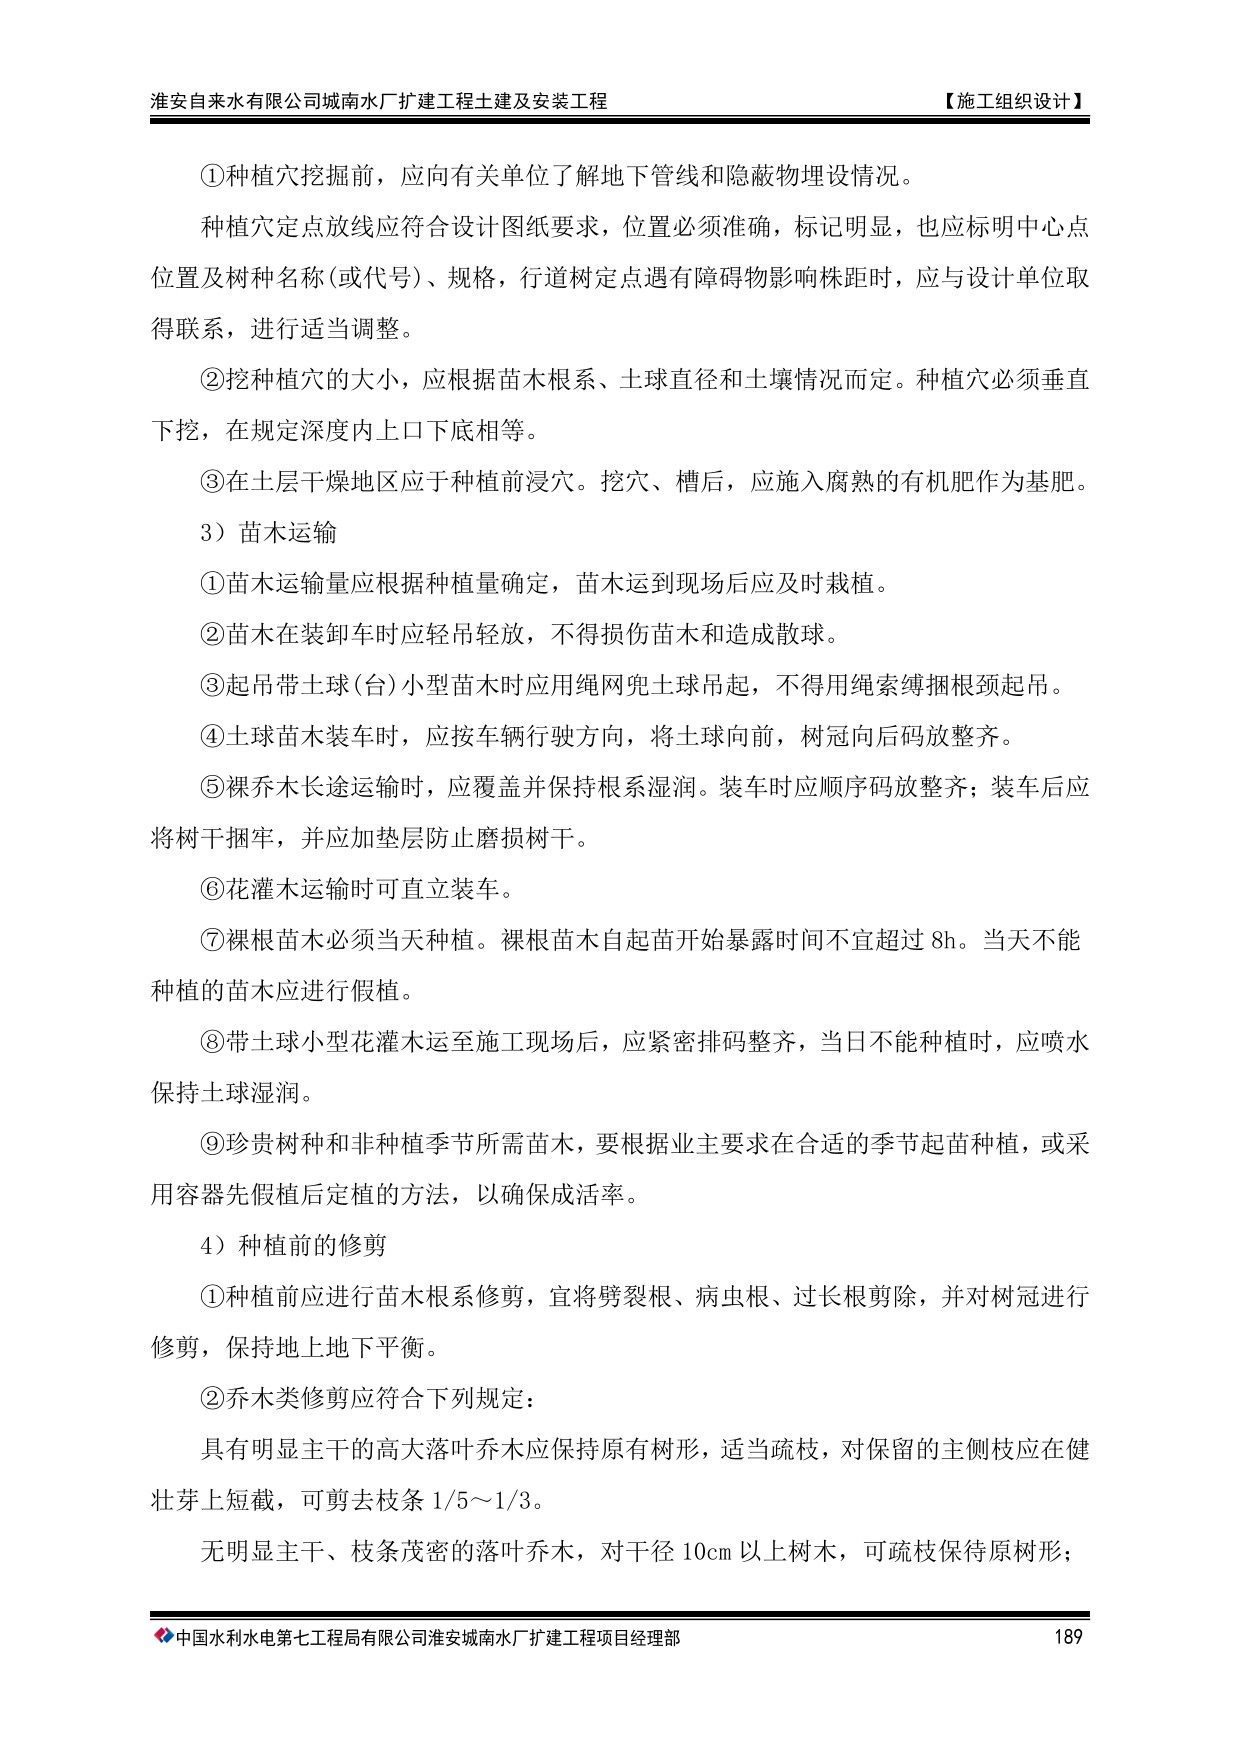 淮安自来水有限公司城南水厂扩建工程土建及安装工程 【施工组织设计】
①种植穴挖掘前，应向有关单位了解地下管线和隐蔽物埋设情况。
种植穴定点放线应符合设计图纸要求，位置必须准确，标记明显，也应标明中心点
位置及树种名称(或代号)、规格，行道树定点遇有障碍物影响株距时，应与设计单位取
得联系，进行适当调整。
②挖种植穴的大小，应根据苗木根系、土球直径和土壤情况而定。种植穴必须垂直
下挖，在规定深度内上口下底相等。
③在土层干燥地区应于种植前浸穴。挖穴、槽后，应施入腐熟的有机肥作为基肥。
3）苗木运输
①苗木运输量应根据种植量确定，苗木运到现场后应及时栽植。
②苗木在装卸车时应轻吊轻放，不得损伤苗木和造成散球。
③起吊带土球(台)小型苗木时应用绳网兜土球吊起，不得用绳索缚捆根颈起吊。
④土球苗木装车时，应按车辆行驶方向，将土球向前，树冠向后码放整齐。
⑤裸乔木长途运输时，应覆盖并保持根系湿润。装车时应顺序码放整齐；装车后应
将树干捆牢，并应加垫层防止磨损树干。
⑥花灌木运输时可直立装车。
⑦裸根苗木必须当天种植。裸根苗木自起苗开始暴露时间不宜超过 8h。当天不能
种植的苗木应进行假植。
⑧带土球小型花灌木运至施工现场后，应紧密排码整齐，当日不能种植时，应喷水
保持土球湿润。
⑨珍贵树种和非种植季节所需苗木，要根据业主要求在合适的季节起苗种植，或采
用容器先假植后定植的方法，以确保成活率。
4）种植前的修剪
①种植前应进行苗木根系修剪，宜将劈裂根、病虫根、过长根剪除，并对树冠进行
修剪，保持地上地下平衡。
②乔木类修剪应符合下列规定：
具有明显主干的高大落叶乔木应保持原有树形，适当疏枝，对保留的主侧枝应在健
壮芽上短截，可剪去枝条 1/5～1/3。
无明显主干、枝条茂密的落叶乔木，对干径 10cm 以上树木，可疏枝保待原树形；
中国水利水电第七工程局有限公司淮安城南水厂扩建工程项目经理部 189